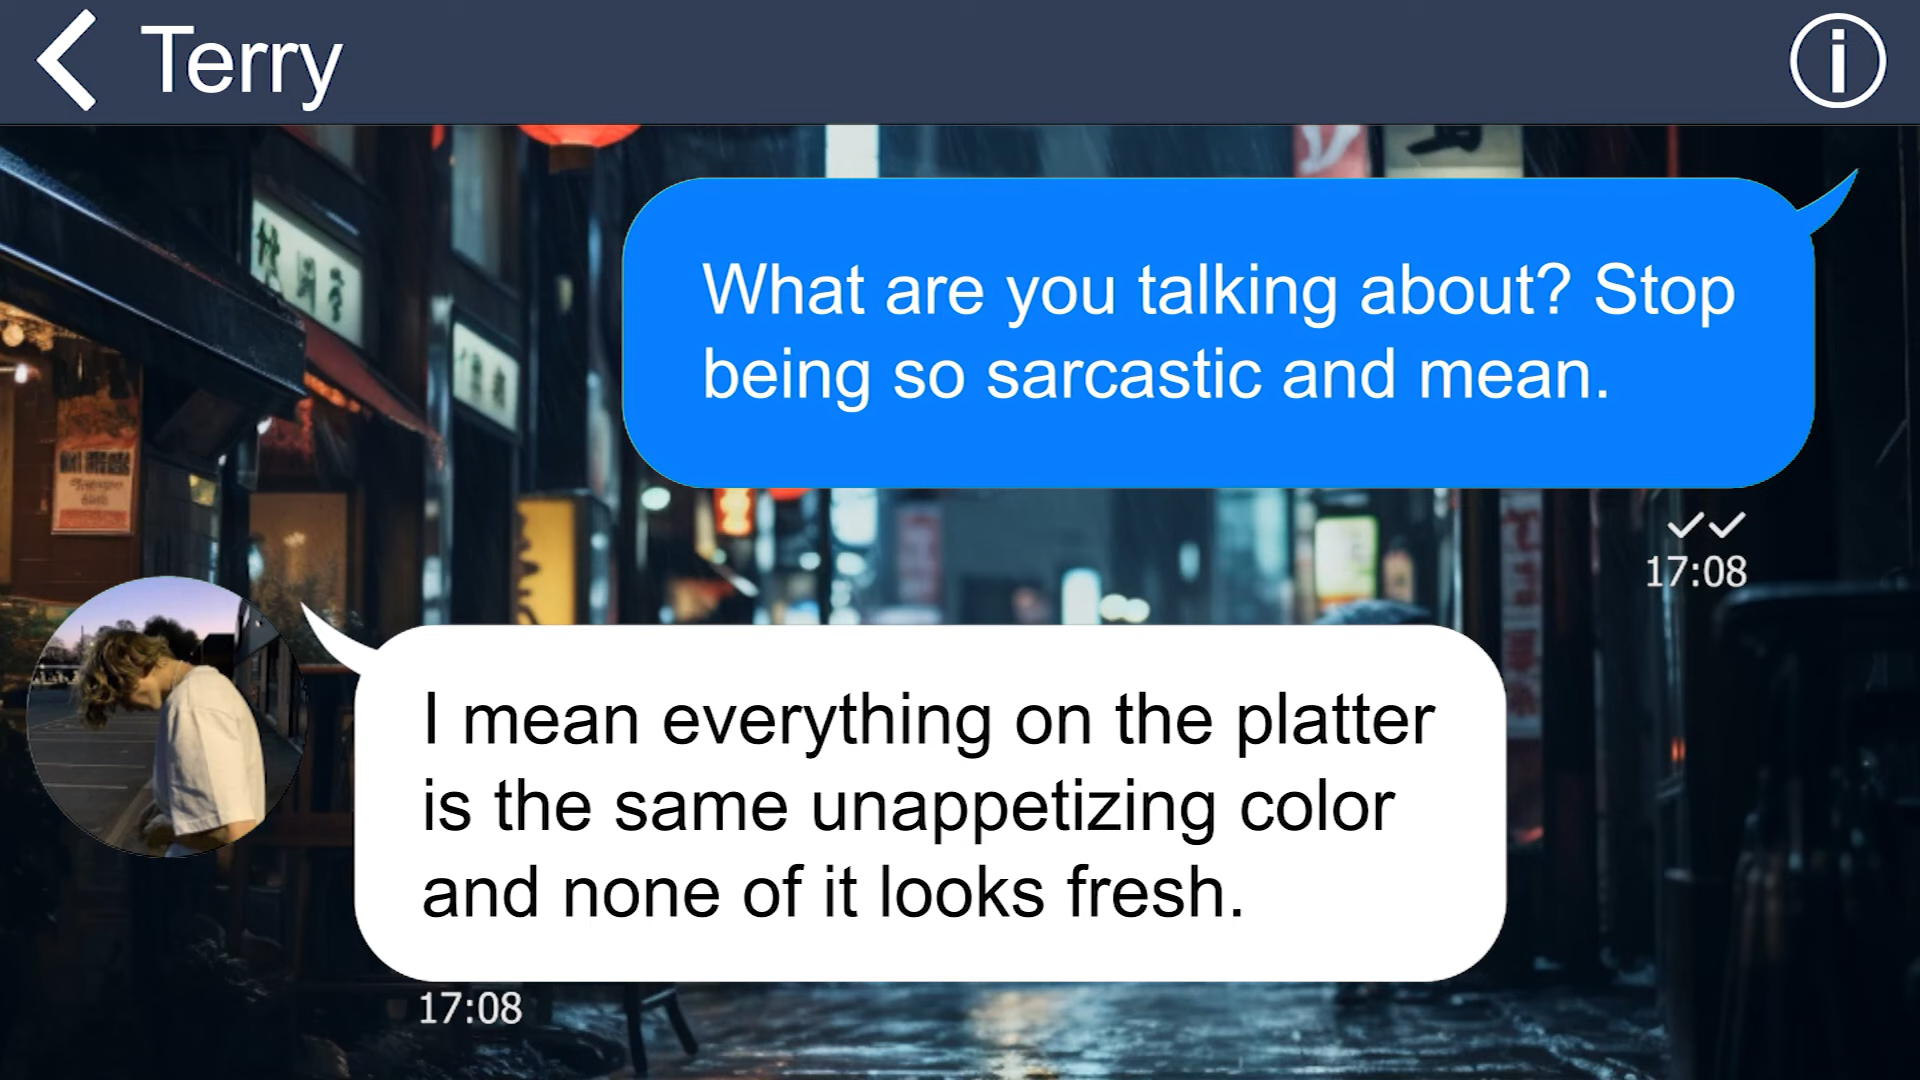 Terry
What are you talking about? Stop
being so sarcastic and mean.
17:08
I mean everything on the platter
is the same unappetizing color
and none of it looks fresh.
17:08